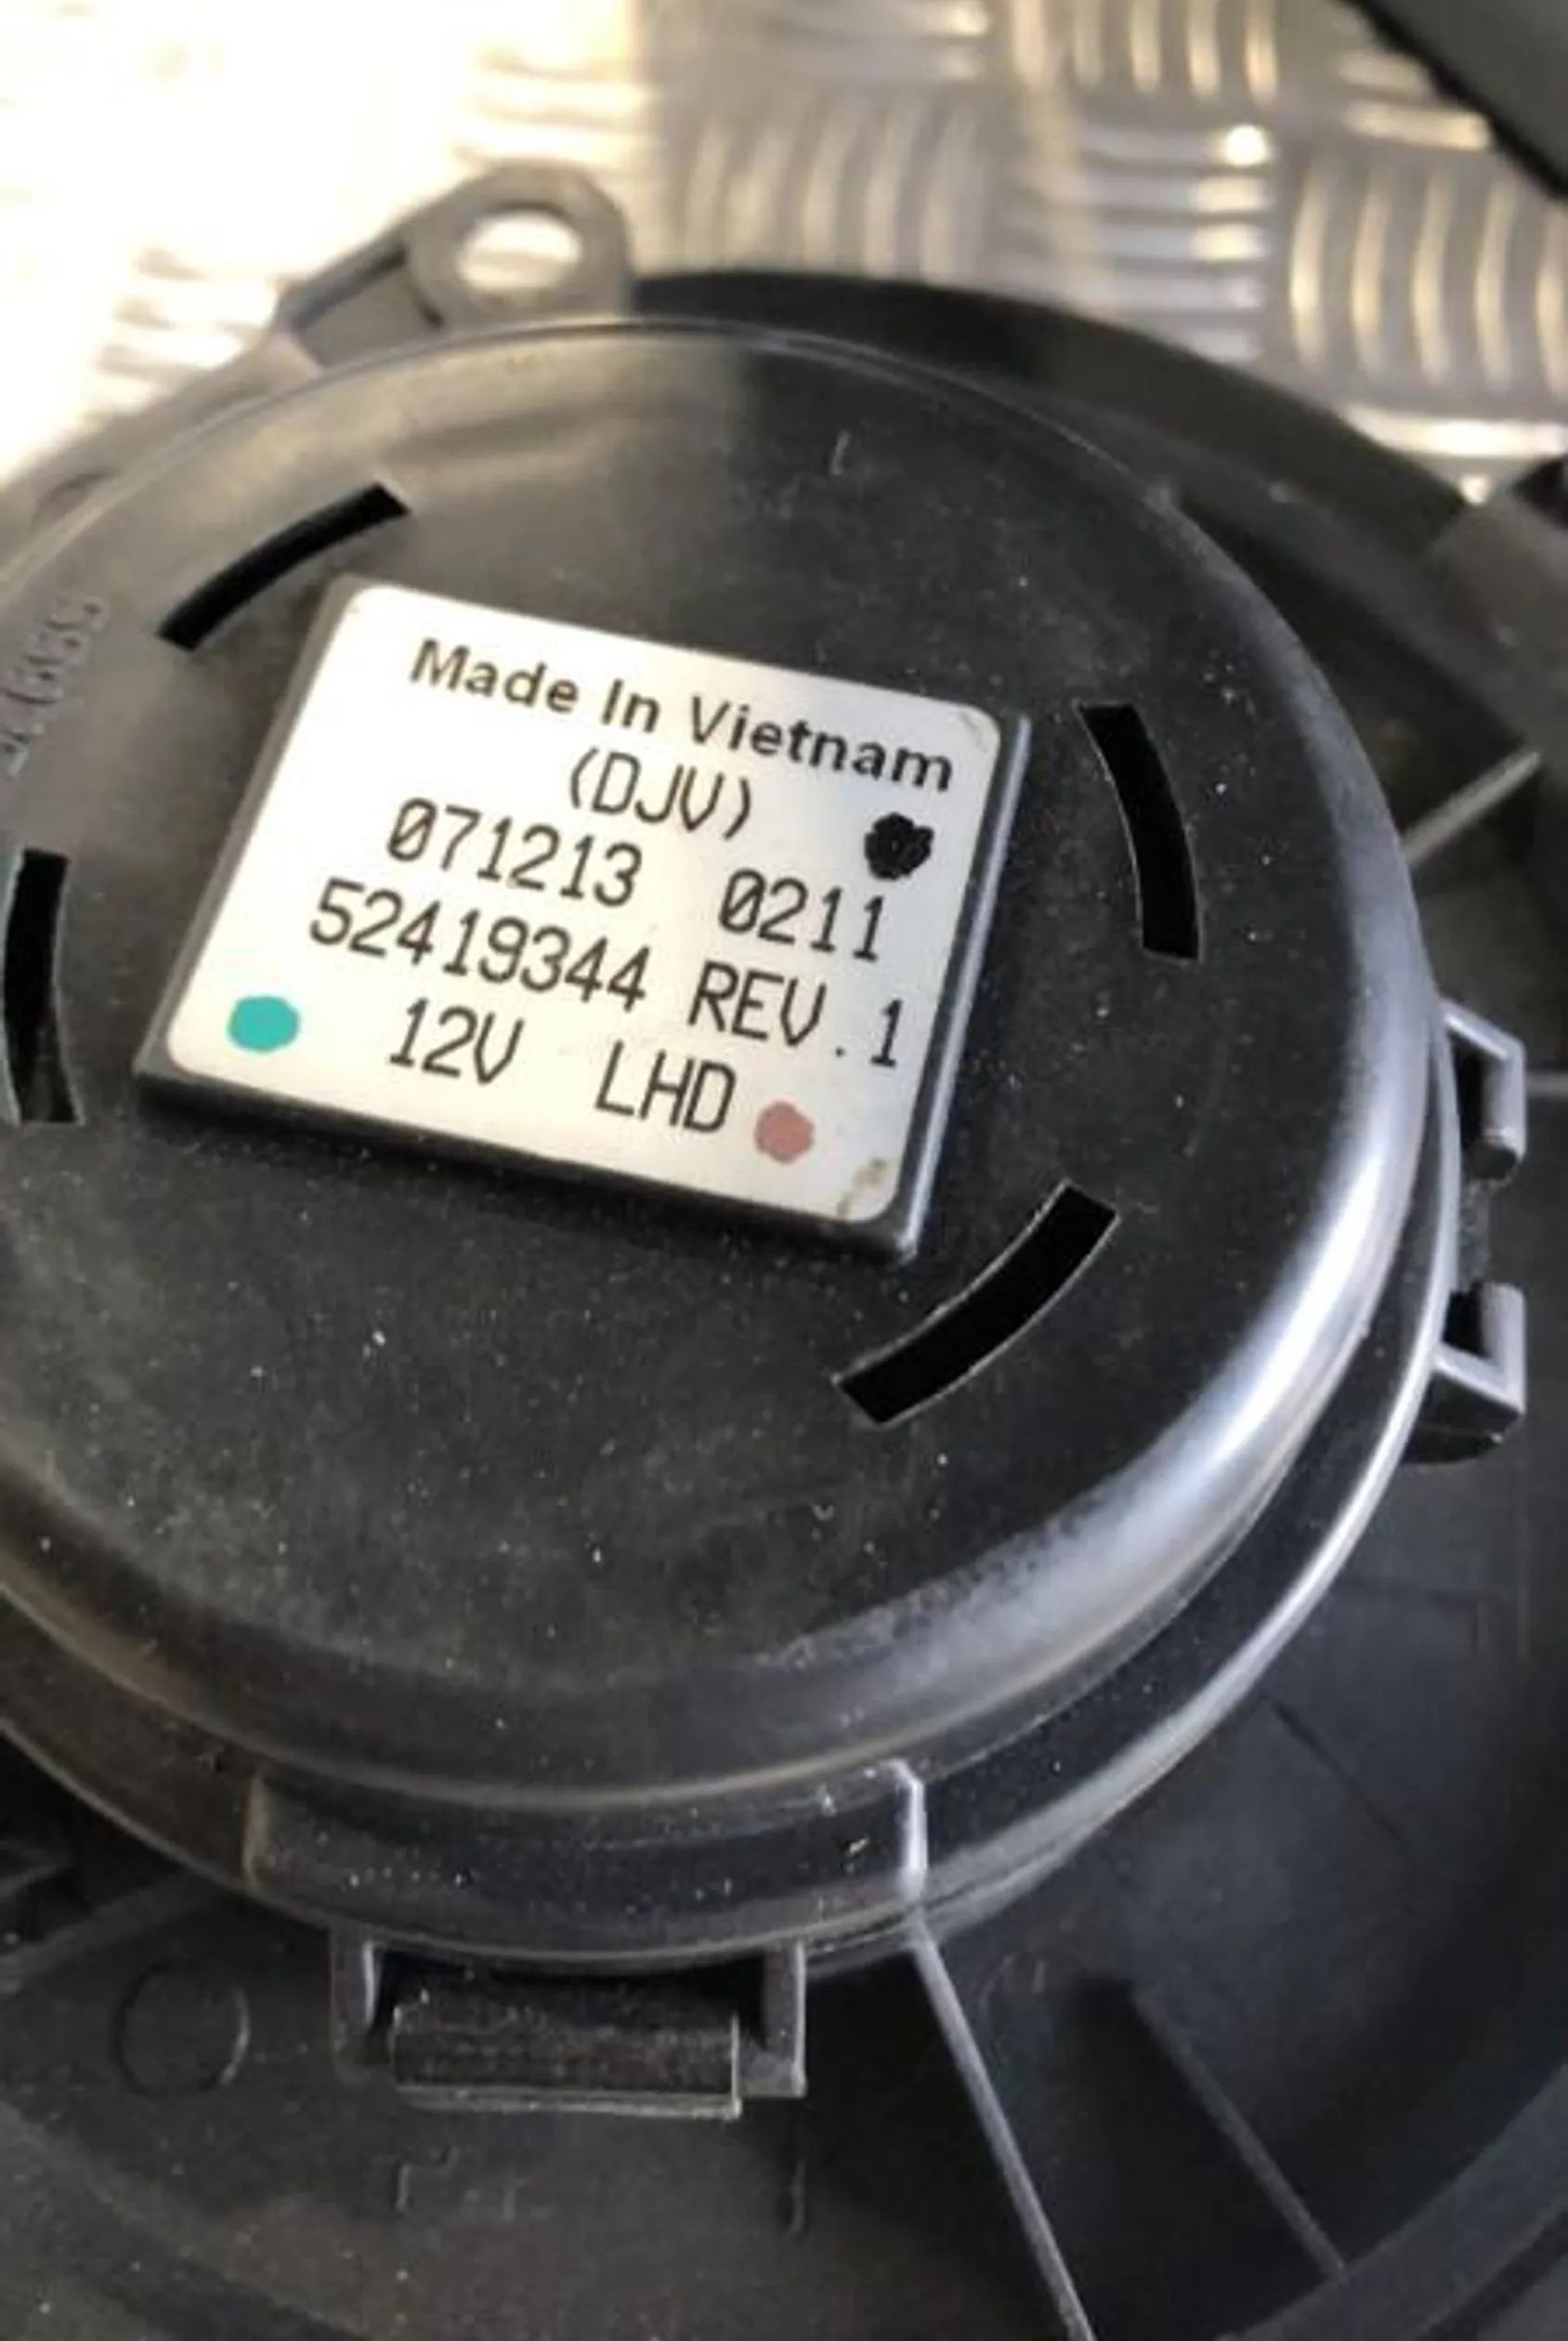 Made In Vietnam
(DJV)
071213 0211
52419344 REV.1
12V LHD